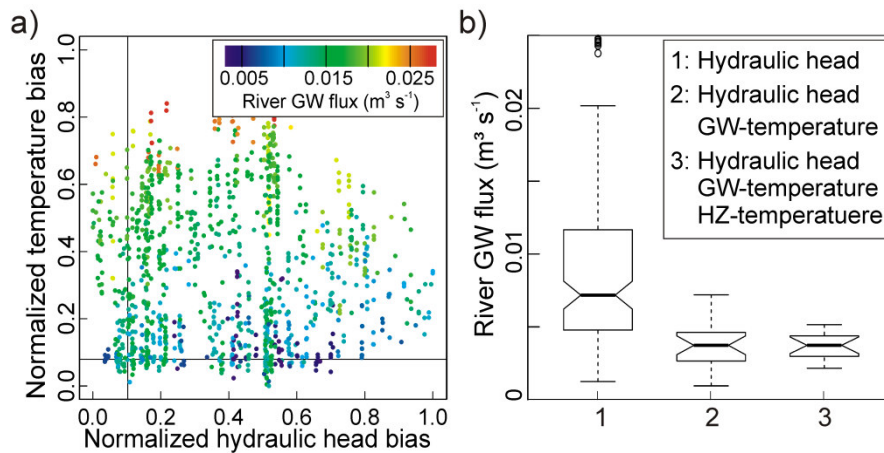 a)
1.0
0.8
0.6
0.4
0.2
0.0
Normalized temperature bias
0.005
0.015
0.025
River GW flux (m³ s⁻¹)
0.0
0.2
0.4
0.6
0.8
1.0
Normalized hydraulic head bias
b)
0.02
0.01
0
River GW flux (m³ s⁻¹)
1
2
3
1: Hydraulic head
2: Hydraulic head
GW-temperature
3: Hydraulic head
GW-temperature
HZ-temperatuere